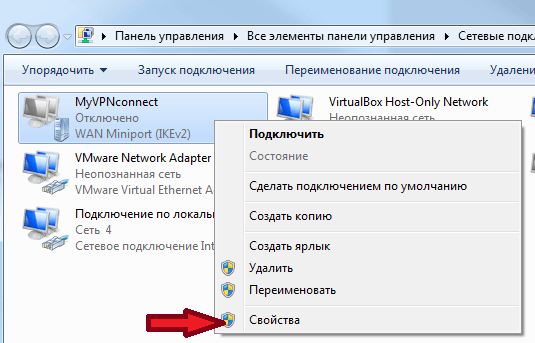 Панель управления ▸ Все элементы панели управления ▸ Сетевые подк
Упорядочить Запуск подключения Переименование подключения Удалени
MyVPNconnect
Отключено
WAN Miniport (IKEv2)
VMware Network Adapter
Неопознанная сеть
VMware Virtual Ethernet A
Подключение по локаль
Сеть 4
Сетевое подключение Int
VirtualBox Host-Only Network
Неопознанная сеть
Подключить
Состояние
Сделать подключением по умолчанию
Создать копию
Создать ярлык
Удалить
Переименовать
Свойства